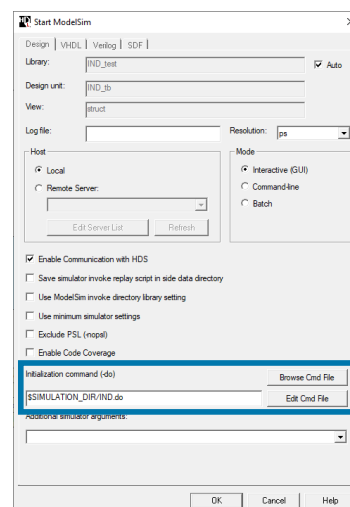 Start ModelSim
Design VHDL Verilog SDF
Library: IND_test Auto
Design unit: IND_tb
View: struct
Log file: Resolution: ps
Host Mode
Local Interactive (GUI)
Remote Server: Command-line
Batch
Edit Server List Refresh
Enable Communication with HDS
Save simulator invoke replay script in side data directory
Use ModelSim invoke directory library setting
Use minimum simulator settings
Exclude PSL (-nopsl)
Enable Code Coverage
Initialization command (-do) Browse Cmd File
$SIMULATION_DIR/IND.do Edit Cmd File
Additional simulator arguments:
OK Cancel Help